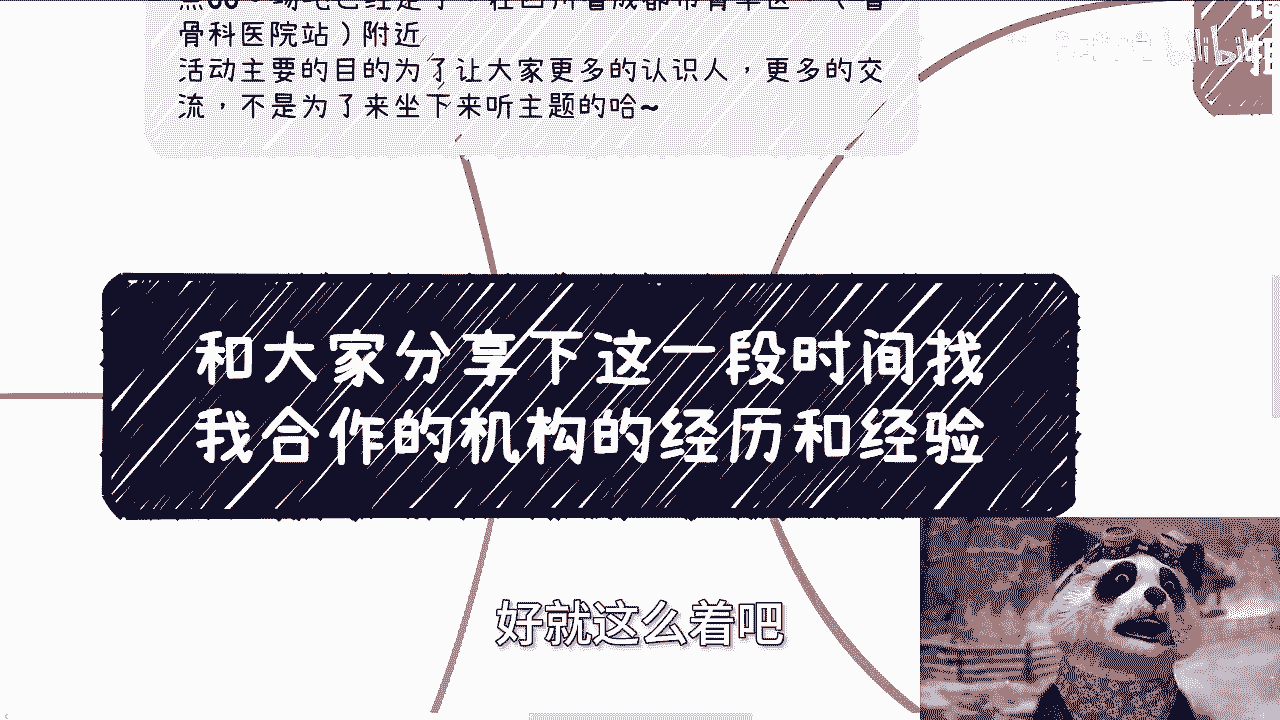 骨科医院站）附近
活动主要的目的为了让大家更多的认识人，更多的交
流，不是为了来坐下来听主题的哈~
和大家分享下这一段时间找
我合作的机构的经历和经验
好就这么着吧
bilibili